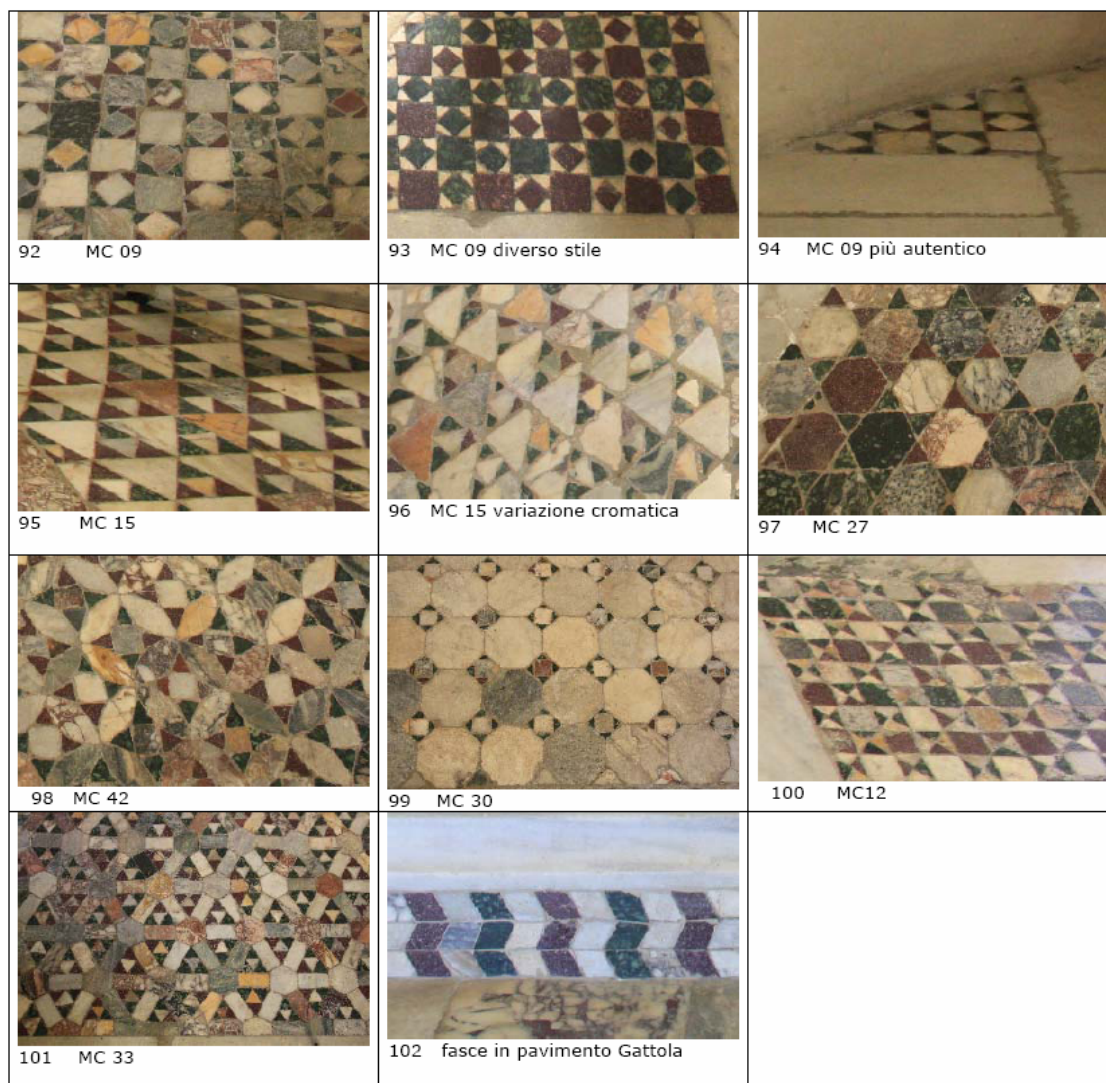 92 MC 09
93 MC 09 diverso stile
94 MC 09 più autentico
95 MC 15
96 MC 15 variazione cromatica
97 MC 27
98 MC 42
99 MC 30
100 MC12
101 MC 33
102 fasce in pavimento Gattola